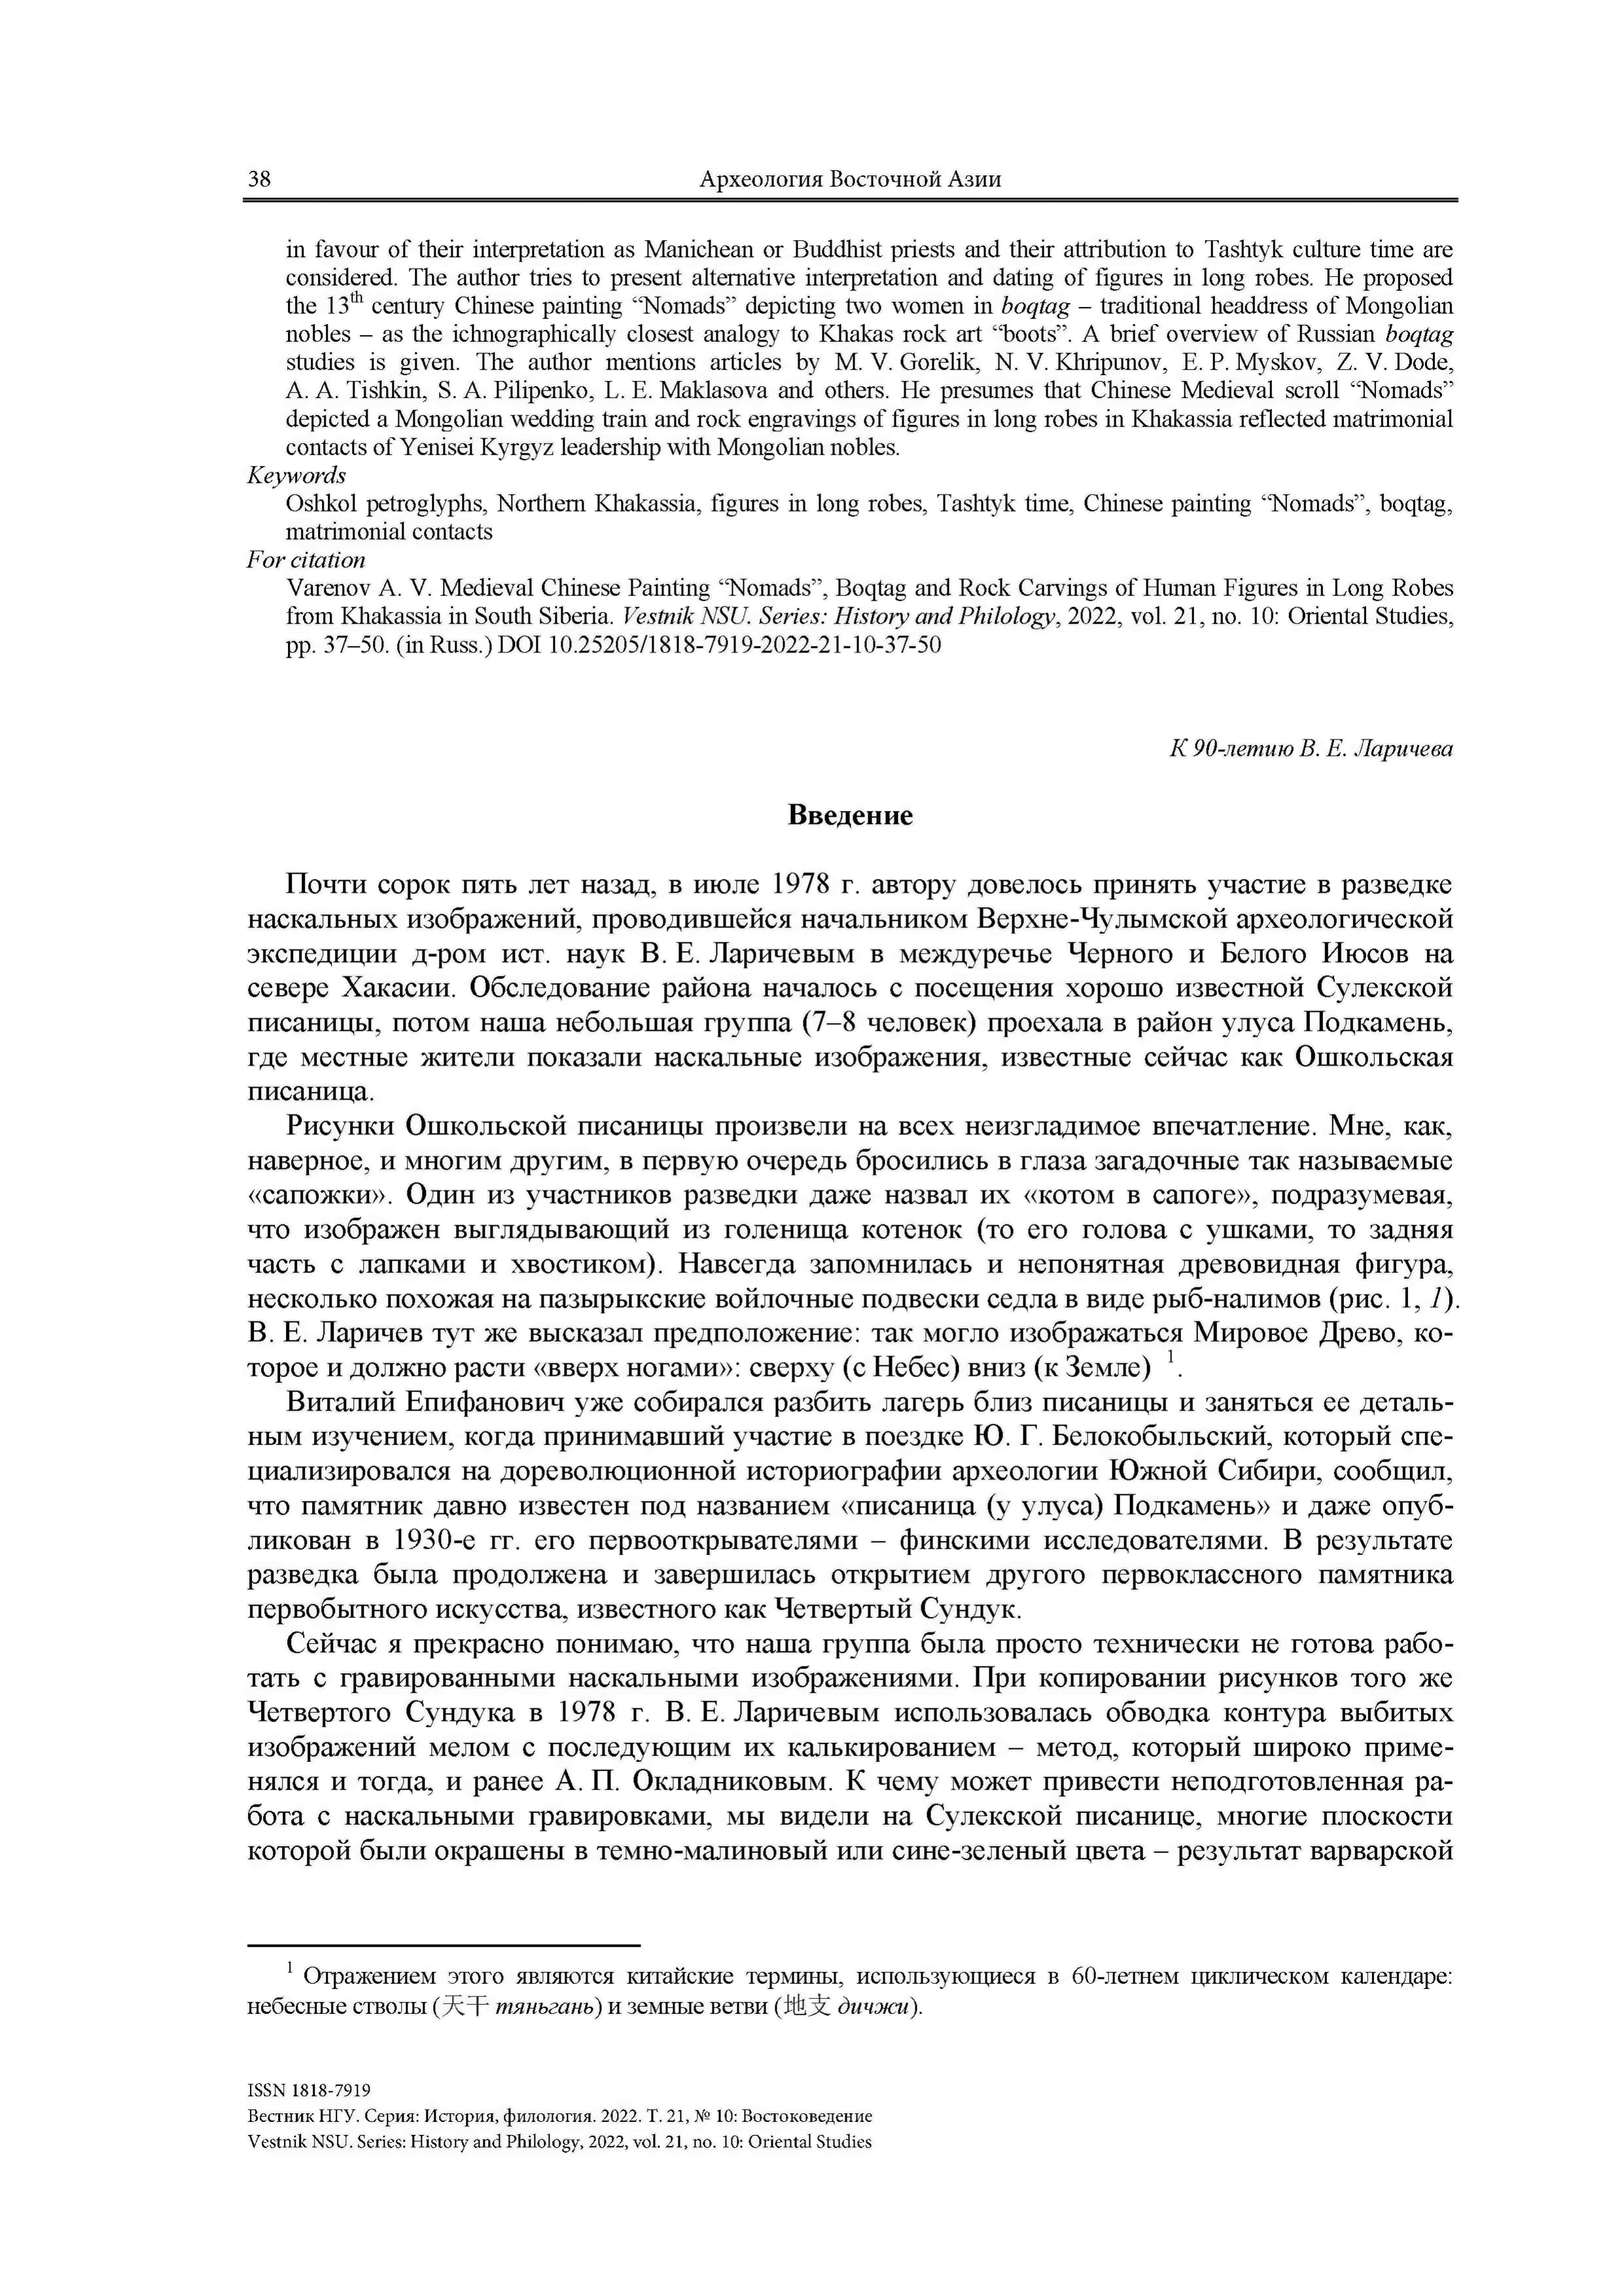 38
Археология Восточной Азии
in favour of their interpretation as Manichean or Buddhist priests and their attribution to Tashtyk culture time are
considered. The author tries to present alternative interpretation and dating of figures in long robes. He proposed
the 13th century Chinese painting “Nomads” depicting two women in boqtag – traditional headdress of Mongolian
nobles – as the ichnographically closest analogy to Khakas rock art “boots”. A brief overview of Russian boqtag
studies is given. The author mentions articles by M. V. Gorelik, N. V. Khripunov, E. P. Myskov, Z. V. Dode,
A. A. Tishkin, S. A. Pilipenko, L. E. Maklasova and others. He presumes that Chinese Medieval scroll “Nomads”
depicted a Mongolian wedding train and rock engravings of figures in long robes in Khakassia reflected matrimonial
contacts of Yenisei Kyrgyz leadership with Mongolian nobles.
Keywords
Oshkol petroglyphs, Northern Khakassia, figures in long robes, Tashtyk time, Chinese painting “Nomads”, boqtag,
matrimonial contacts
For citation
Varenov A. V. Medieval Chinese Painting “Nomads”, Boqtag and Rock Carvings of Human Figures in Long Robes
from Khakassia in South Siberia. Vestnik NSU. Series: History and Philology, 2022, vol. 21, no. 10: Oriental Studies,
pp. 37–50. (in Russ.) DOI 10.25205/1818-7919-2022-21-10-37-50
К 90-летию В. Е. Ларичева
Введение
Почти сорок пять лет назад, в июле 1978 г. автору довелось принять участие в разведке
наскальных изображений, проводившейся начальником Верхне-Чулымской археологической
экспедиции д-ром ист. наук В. Е. Ларичевым в междуречье Черного и Белого Июсов на
севере Хакасии. Обследование района началось с посещения хорошо известной Сулекской
писаницы, потом наша небольшая группа (7–8 человек) проехала в район улуса Подкамень,
где местные жители показали наскальные изображения, известные сейчас как Ошкольская
писаница.
Рисунки Ошкольской писаницы произвели на всех неизгладимое впечатление. Мне, как,
наверное, и многим другим, в первую очередь бросились в глаза загадочные так называемые
«сапожки». Один из участников разведки даже назвал их «котом в сапоге», подразумевая,
что изображен выглядывающий из голенища котенок (то его голова с ушками, то задняя
часть с лапками и хвостиком). Навсегда запомнилась и непонятная древовидная фигура,
несколько похожая на пазырыкские войлочные подвески седла в виде рыб-налимов (рис. 1, 1).
В. Е. Ларичев тут же высказал предположение: так могло изображаться Мировое Древо, ко-
торое и должно расти «вверх ногами»: сверху (с Небес) вниз (к Земле) 1.
Виталий Епифанович уже собирался разбить лагерь близ писаницы и заняться ее деталь-
ным изучением, когда принимавший участие в поездке Ю. Г. Белокобыльский, который спе-
циализировался на дореволюционной историографии археологии Южной Сибири, сообщил,
что памятник давно известен под названием «писаница (у улуса) Подкамень» и даже опуб-
ликован в 1930-е гг. его первооткрывателями – финскими исследователями. В результате
разведка была продолжена и завершилась открытием другого первоклассного памятника
первобытного искусства, известного как Четвертый Сундук.
Сейчас я прекрасно понимаю, что наша группа была просто технически не готова рабо-
тать с гравированными наскальными изображениями. При копировании рисунков того же
Четвертого Сундука в 1978 г. В. Е. Ларичевым использовалась обводка контура выбитых
изображений мелом с последующим их калькированием – метод, который широко приме-
нялся и тогда, и ранее А. П. Окладниковым. К чему может привести неподготовленная ра-
бота с наскальными гравировками, мы видели на Сулекской писанице, многие плоскости
которой были окрашены в темно-малиновый или сине-зеленый цвета – результат варварской
1 Отражением этого являются китайские термины, использующиеся в 60-летнем циклическом календаре:
небесные стволы (天干 тяньгань) и земные ветви (地支 дичжи).
ISSN 1818-7919
Вестник НГУ. Серия: История, филология. 2022. Т. 21, № 10: Востоковедение
Vestnik NSU. Series: History and Philology, 2022, vol. 21, no. 10: Oriental Studies